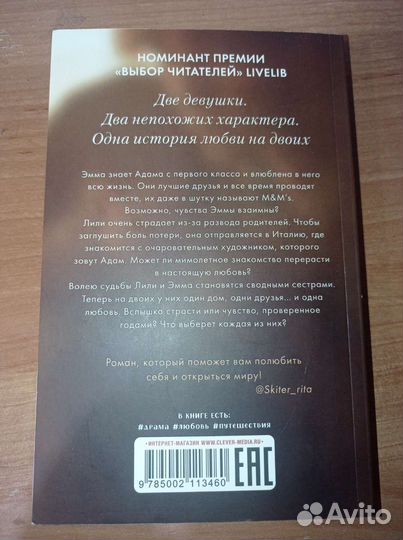 НОМИНАНТ ПРЕМИИ
«ВЫБОР ЧИТАТЕЛЕЙ» LIVELIB
Две девушки.
Два непохожих характера.
Одна история любви на двоих
Эмма знает Адама с первого класса и влюблена в него
всю жизнь. Они лучшие друзья и все время проводят
вместе, их даже в шутку называют M&M's.
Возможно, чувства Эммы взаимны?
Лили очень страдает из-за развода родителей. Чтобы
заглушить боль потери, она отправляется в Италию, где
знакомится с очаровательным художником, которого
зовут Адам. Может ли мимолетное знакомство перерасти
в настоящую любовь?
Волею судьбы Лили и Эмма становятся сводными сестрами.
Теперь на двоих у них один дом, одни друзья... и одна
любовь. Вспышка страсти или чувство, проверенное
годами? Что выберет каждая из них?
Роман, который поможет вам полюбить
себя и открыться миру!
@Skiter_rita
В КНИГЕ ЕСТЬ:
#драма #любовь #путешествия
•ИНТЕРНЕТ-МАГАЗИН WWW.CLEVER-MEDIA.RU•
9 785002 113460
EAC
Avito